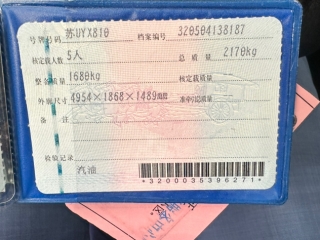 号牌号码 苏UYX810 档案编号 320504138187
核定载人数 5人 总质量 2170kg
整备质量 1680kg 核定载质量
外廓尺寸 4954×1868×1489mm 准牵引总质量
备注
检验记录
汽油
*3200035396271*